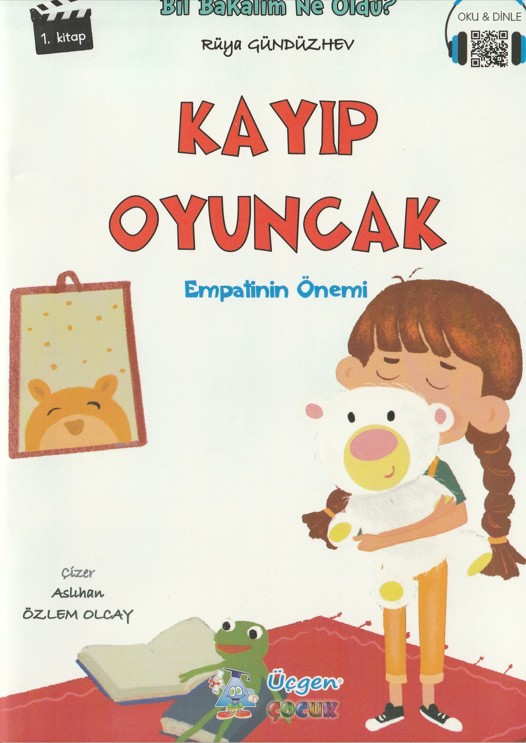 Bil Bakalım Ne Oldu?
1. kitap
OKU & DİNLE
Rüya GÜNDÜZHEV
KAYIP
OYUNCAK
Empatinin Önemi
Çizer
Aslıhan
ÖZLEM OLCAY
Üçgen®
ÇOCUK